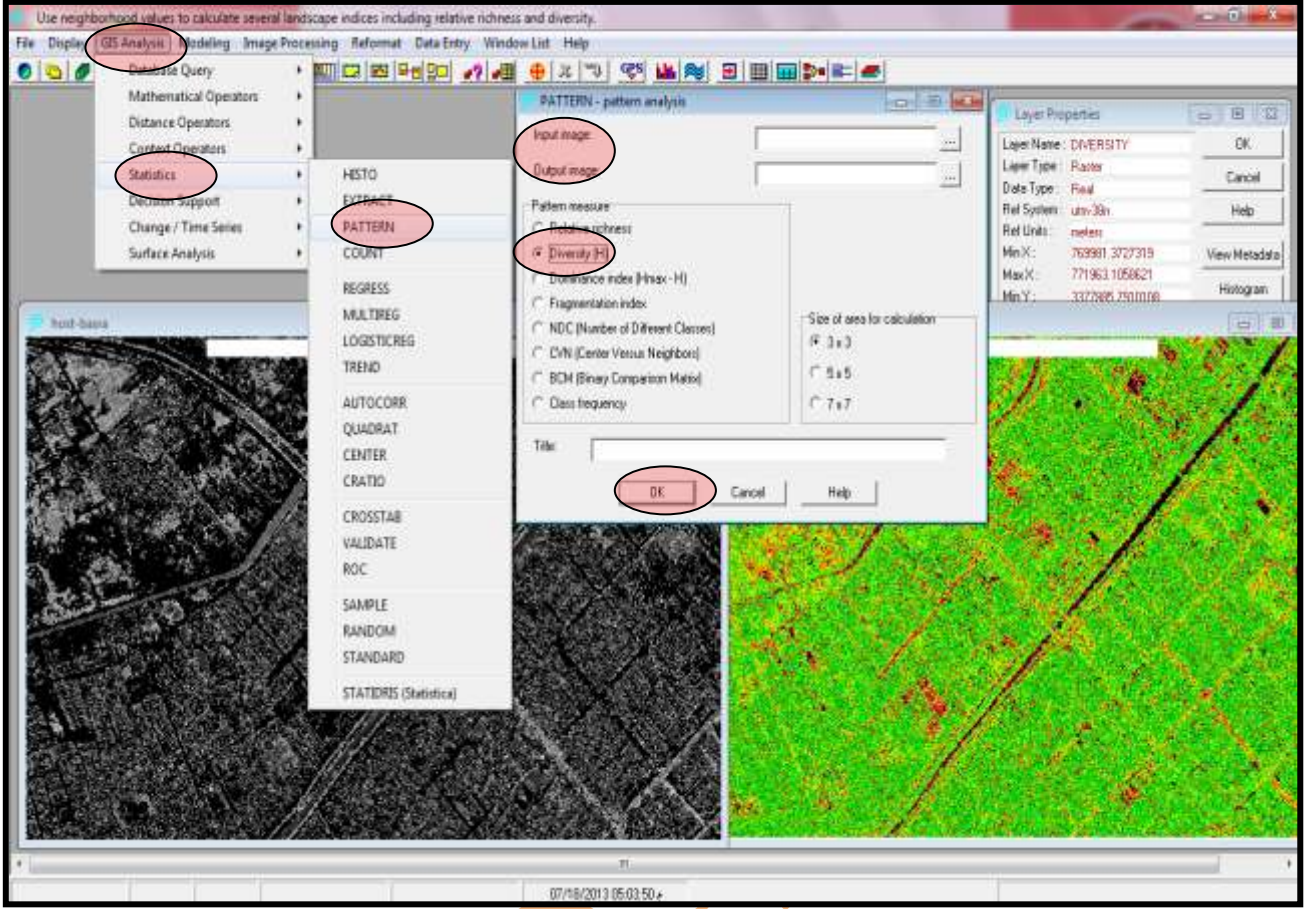 Use neighborhood values to calculate several landscape indices including relative richness and diversity.
File Display GIS Analysis Modeling Image Processing Reformat Data Entry Window List Help
Database Query
Mathematical Operators
Distance Operators
Context Operators
Statistics
Decision Support
Change / Time Series
Surface Analysis
HISTO
EXTRACT
PATTERN
COUNT
REGRESS
MULTIREG
LOGISTICREG
TREND
AUTOCORR
QUADRAT
CENTER
CRATIO
CROSSTAB
VALIDATE
ROC
SAMPLE
RANDOM
STANDARD
STATIDRIS (Statistica)
PATTERN - pattern analysis
Input image:
...
Output image:
...
Pattern measure
Relative richness
Diversity (H)
Dominance index (Hmax - H)
Fragmentation index
NDC (Number of Different Classes)
CVN (Center Versus Neighbors)
BCM (Binary Comparison Matrix)
Class frequency
Size of area for calculation
3 x 3
5 x 5
7 x 7
Title:
OK Cancel Help
Layer Properties
Layer Name : DIVERSITY
Layer Type : Raster
Data Type : Real
Ref System : utm-38n
Ref Units : meters
Min X : 769981.3727319
Max X : 771963.1058621
Min Y :
OK
Cancel
Help
View Metadata
Histogram
07/18/2013 05:03:50 م